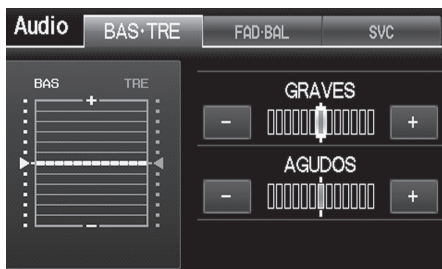 Audio BAS·TRE FAD·BAL SVC
BAS TRE
+
−
GRAVES
− +
AGUDOS
− +